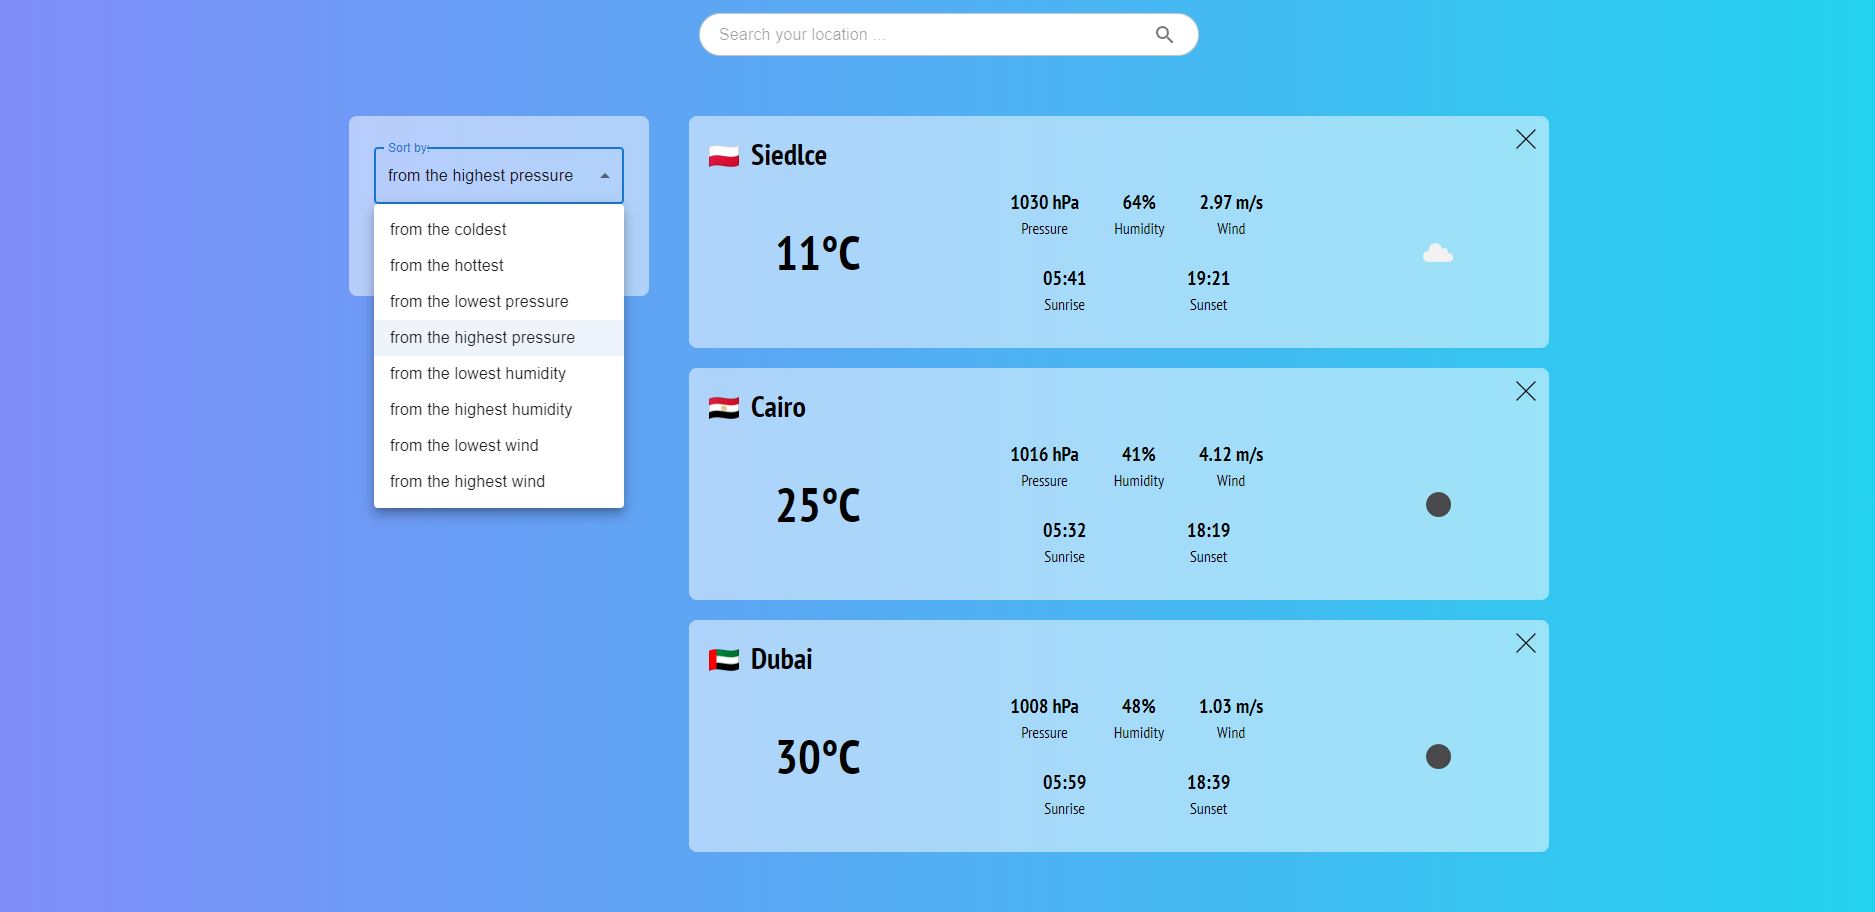 Search your location ...
Sort by:
from the highest pressure
from the coldest
from the hottest
from the lowest pressure
from the highest pressure
from the lowest humidity
from the highest humidity
from the lowest wind
from the highest wind
Siedlce
11°C
1030 hPa 64% 2.97 m/s
Pressure Humidity Wind
05:41 19:21
Sunrise Sunset
Cairo
25°C
1016 hPa 41% 4.12 m/s
Pressure Humidity Wind
05:32 18:19
Sunrise Sunset
Dubai
30°C
1008 hPa 48% 1.03 m/s
Pressure Humidity Wind
05:59 18:39
Sunrise Sunset